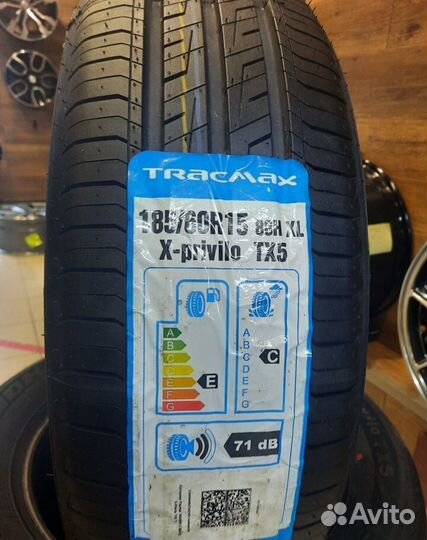 TRACMAX
185/60R15 88H XL
X-privilo TX5
A
B
C
D
E
F
G
E
A
B
C
D
E
F
G
C
71 dB
Avito